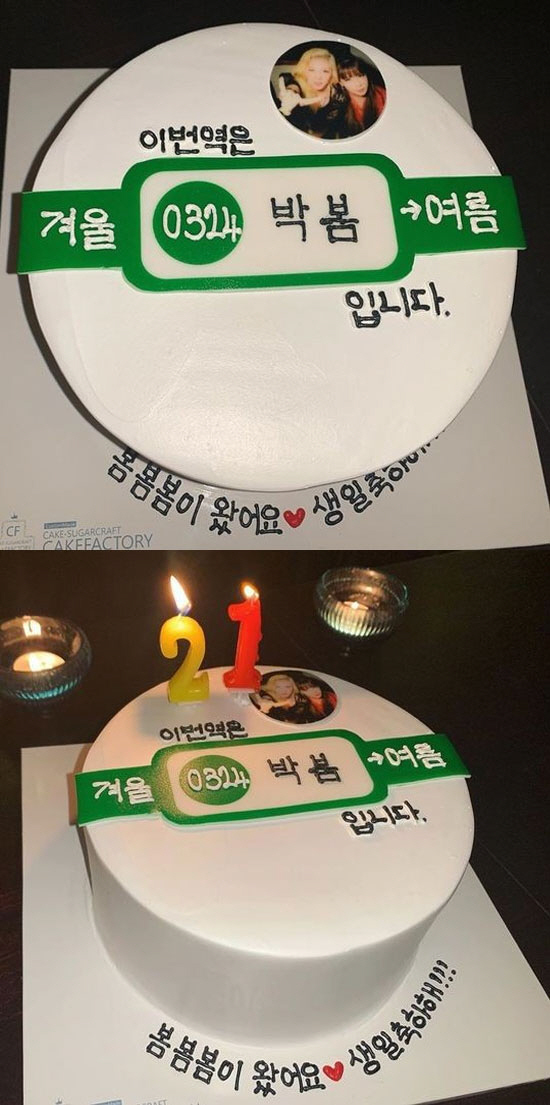 이번역은
겨울 0324 박봄 →여름
입니다.
봄봄봄이 왔어요♥ 생일축하해!!!
CF
CAKE-SUGARCRAFT
CAKEFACTORY
21
이번역은
겨울 0324 박봄 →여름
입니다.
봄봄봄이 왔어요♥ 생일축하해!!!